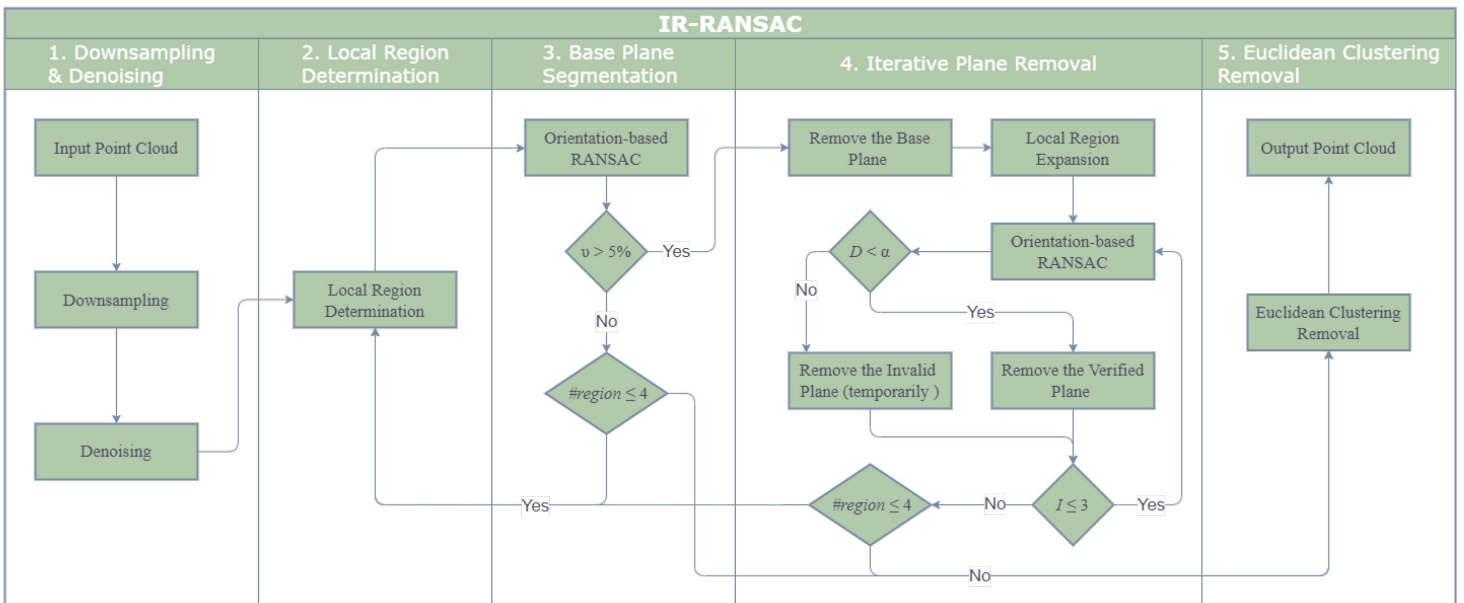 IR-RANSAC
1. Downsampling
& Denoising
2. Local Region
Determination
3. Base Plane
Segmentation
4. Iterative Plane Removal
5. Euclidean Clustering
Removal
Input Point Cloud
Downsampling
Denoising
Local Region
Determination
Orientation-based
RANSAC
υ > 5%
Yes
No
#region ≤ 4
Yes
Remove the Base
Plane
Local Region
Expansion
Orientation-based
RANSAC
D < α
No
Yes
Remove the Invalid
Plane (temporarily )
Remove the Verified
Plane
I ≤ 3
Yes
No
#region ≤ 4
No
Euclidean Clustering
Removal
Output Point Cloud